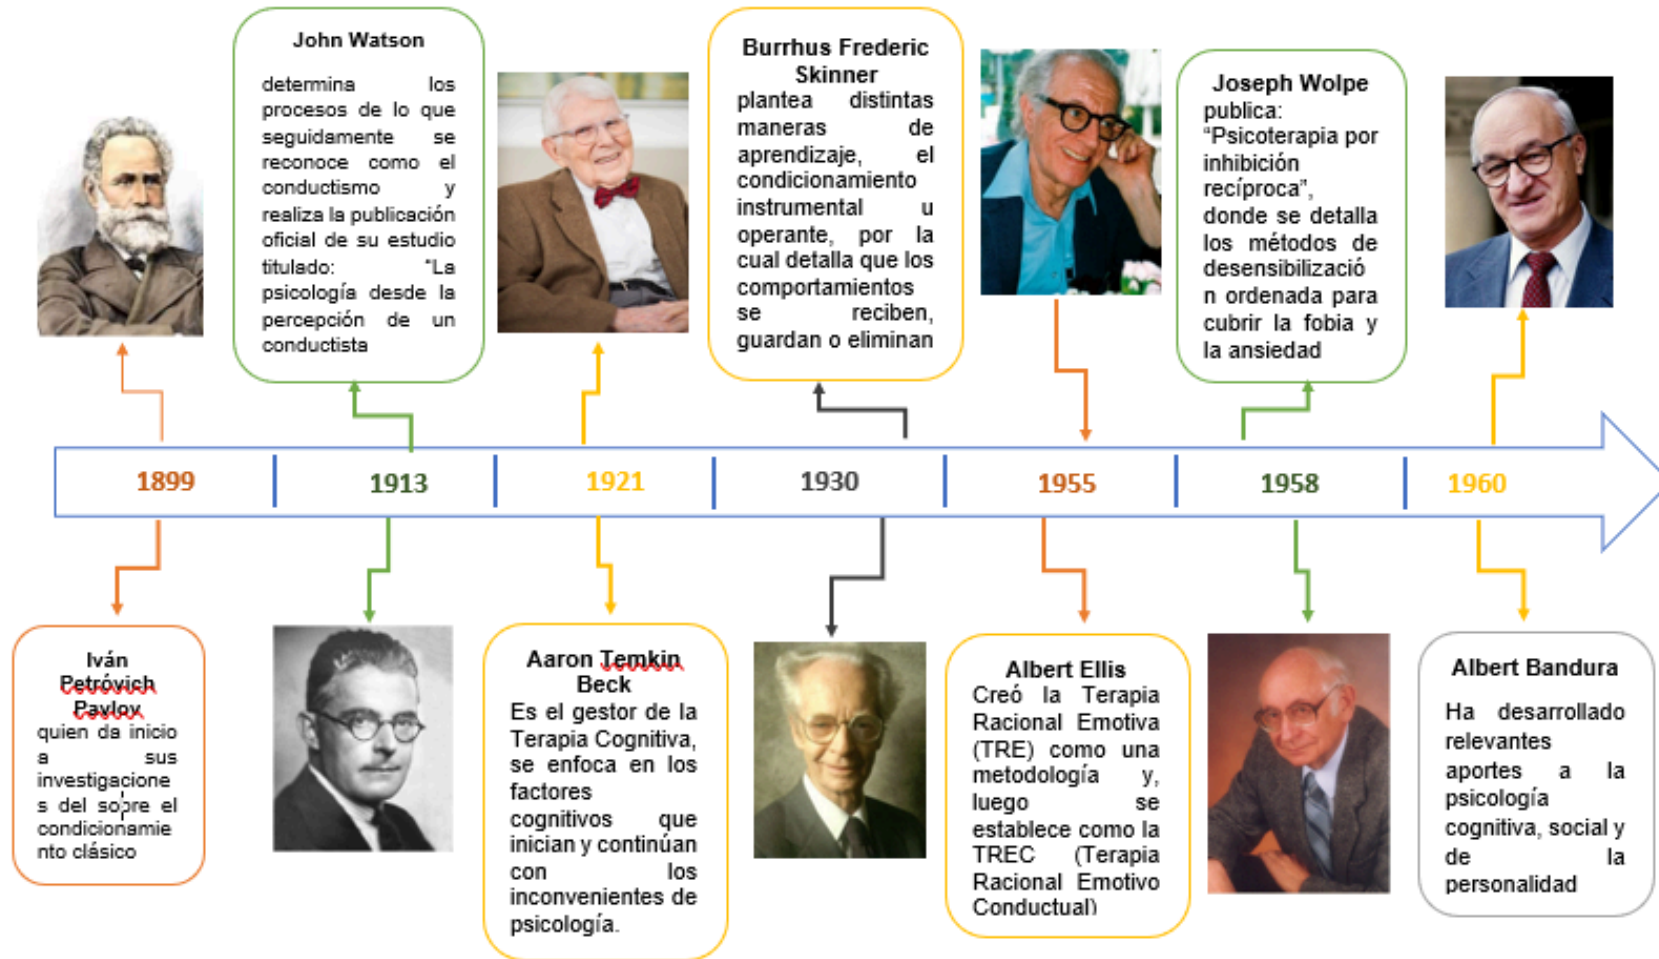 John Watson
determina los
procesos de lo que
seguidamente se
reconoce como el
conductismo y
realiza la publicación
oficial de su estudio
titulado: "La
psicología desde la
percepción de un
conductista
Burrhus Frederic
Skinner
plantea distintas
maneras de
aprendizaje, el
condicionamiento
instrumental u
operante, por la
cual detalla que los
comportamientos
se reciben,
guardan o eliminan
Joseph Wolpe
publica:
“Psicoterapia por
inhibición
recíproca”,
donde se detalla
los métodos de
desensibilizació
n ordenada para
cubrir la fobia y
la ansiedad
1899
1913
1921
1930
1955
1958
1960
Iván
Petróvich
Pavlov
quien da inicio
a sus
investigacione
s del sobre el
condicionamie
nto clásico
Aaron Temkin
Beck
Es el gestor de la
Terapia Cognitiva,
se enfoca en los
factores
cognitivos que
inician y continúan
con los
inconvenientes de
psicología.
Albert Ellis
Creó la Terapia
Racional Emotiva
(TRE) como una
metodología y,
luego se
establece como la
TREC (Terapia
Racional Emotivo
Conductual)
Albert Bandura
Ha desarrollado
relevantes
aportes a la
psicología
cognitiva, social y
de la
personalidad